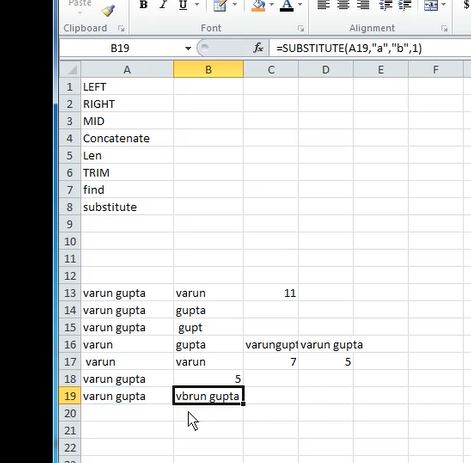 Paste
B I U A
Clipboard Font Alignment
B19 fx =SUBSTITUTE(A19,"a","b",1)
A B C D E F
1 LEFT
2 RIGHT
3 MID
4 Concatenate
5 Len
6 TRIM
7 find
8 substitute
9
10
11
12
13 varun gupta varun 11
14 varun gupta gupta
15 varun gupta gupt
16 varun gupta varungupt varun gupta
17 varun varun 7 5
18 varun gupta 5
19 varun gupta vbrun gupta
20
21
22